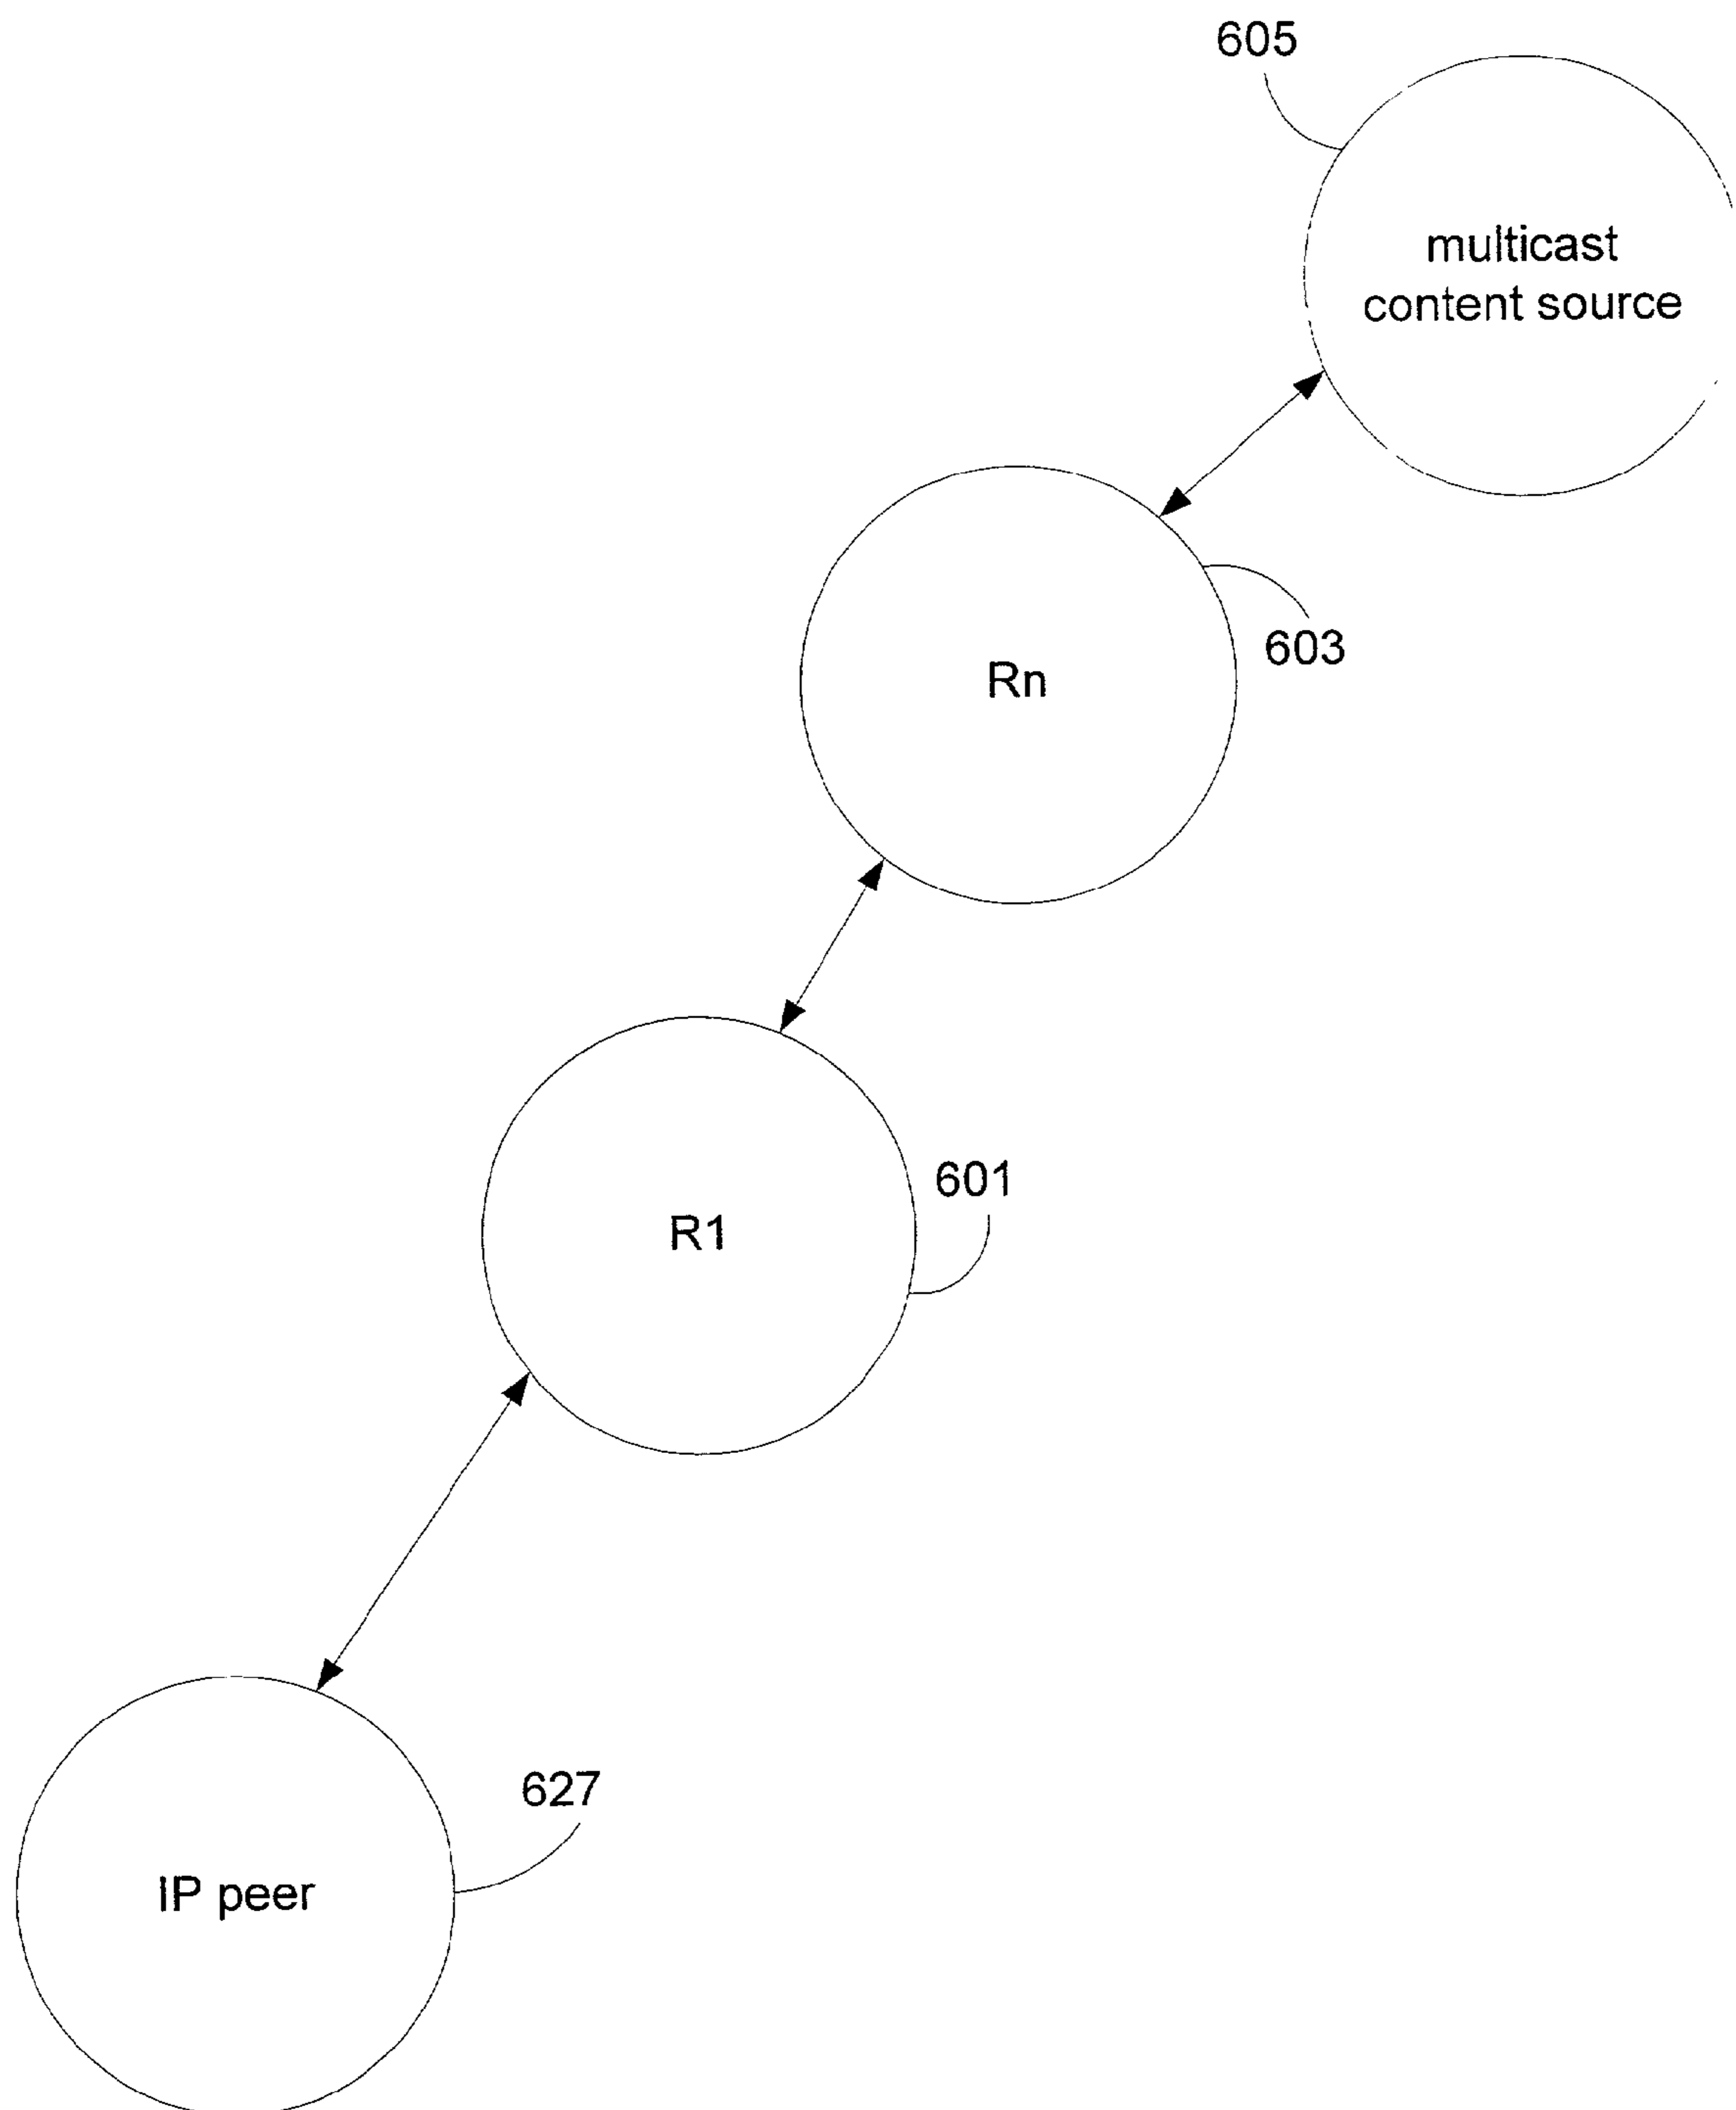 605
multicast
content source
603
Rn
601
R1
627
IP peer